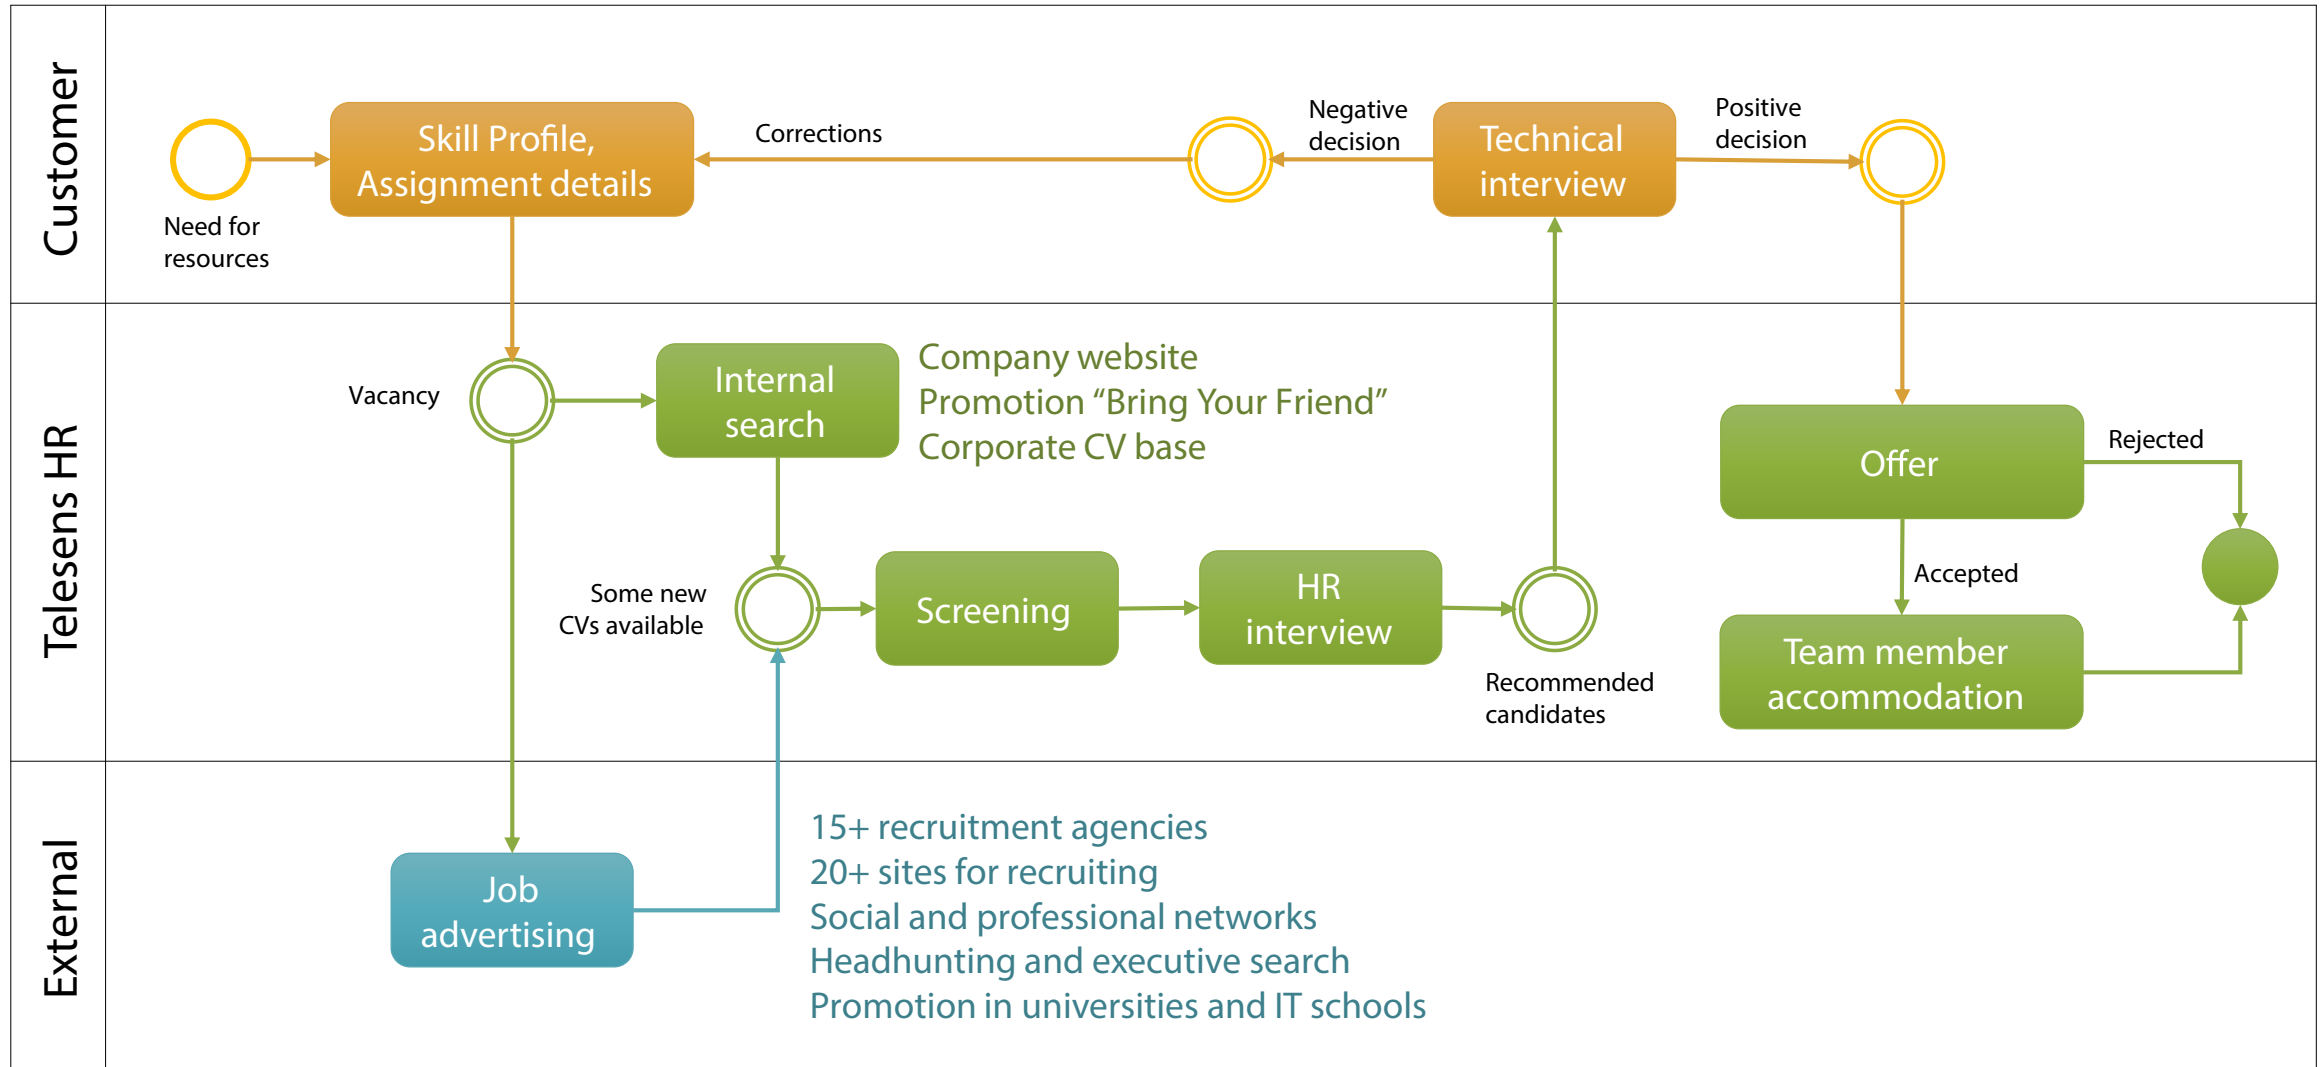 Customer
Need for
resources
Skill Profile,
Assignment details
Corrections
Negative
decision
Technical
interview
Positive
decision
Telesens HR
Vacancy
Internal
search
Company website
Promotion “Bring Your Friend”
Corporate CV base
Some new
CVs available
Screening
HR
interview
Recommended
candidates
Offer
Rejected
Accepted
Team member
accommodation
External
Job
advertising
15+ recruitment agencies
20+ sites for recruiting
Social and professional networks
Headhunting and executive search
Promotion in universities and IT schools